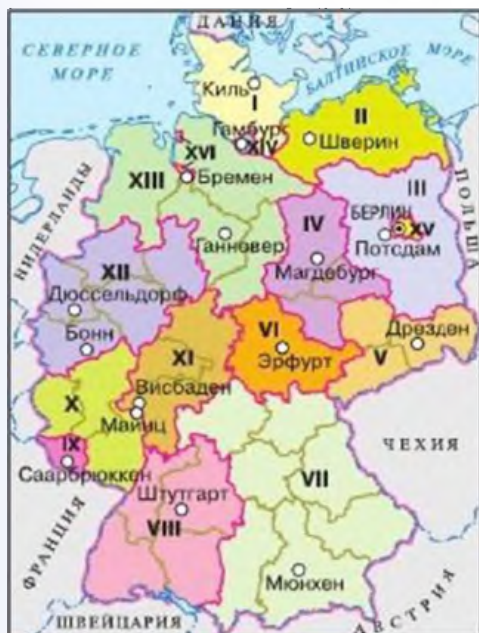 ДАНИЯ
СЕВЕРНОЕ
МОРЕ
БАЛТИЙСКОЕ МОРЕ
Киль
I
II
Гамбург
XIV
Шверин
XVI
XIII
Бремен
III
НИДЕРЛАНДЫ
ПОЛЬША
IV
БЕРЛИН
XV
Ганновер
Потсдам
XII
Магдебург
Дюссельдорф
VI
Дрезден
Бонн
XI
Эрфурт
V
X
Висбаден
Майнц
IX
ЧЕХИЯ
Саарбрюккен
VII
Штутгарт
VIII
ФРАНЦИЯ
Мюнхен
ШВЕЙЦАРИЯ
АВСТРИЯ